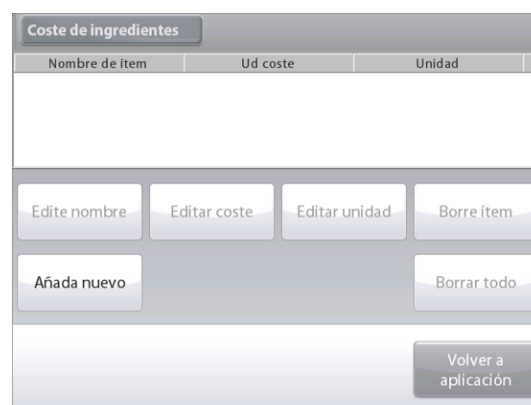 Coste de ingredientes
Nombre de ítem Ud coste Unidad
Edite nombre Editar coste Editar unidad Borre ítem
Añada nuevo Borrar todo
Volver a
aplicación